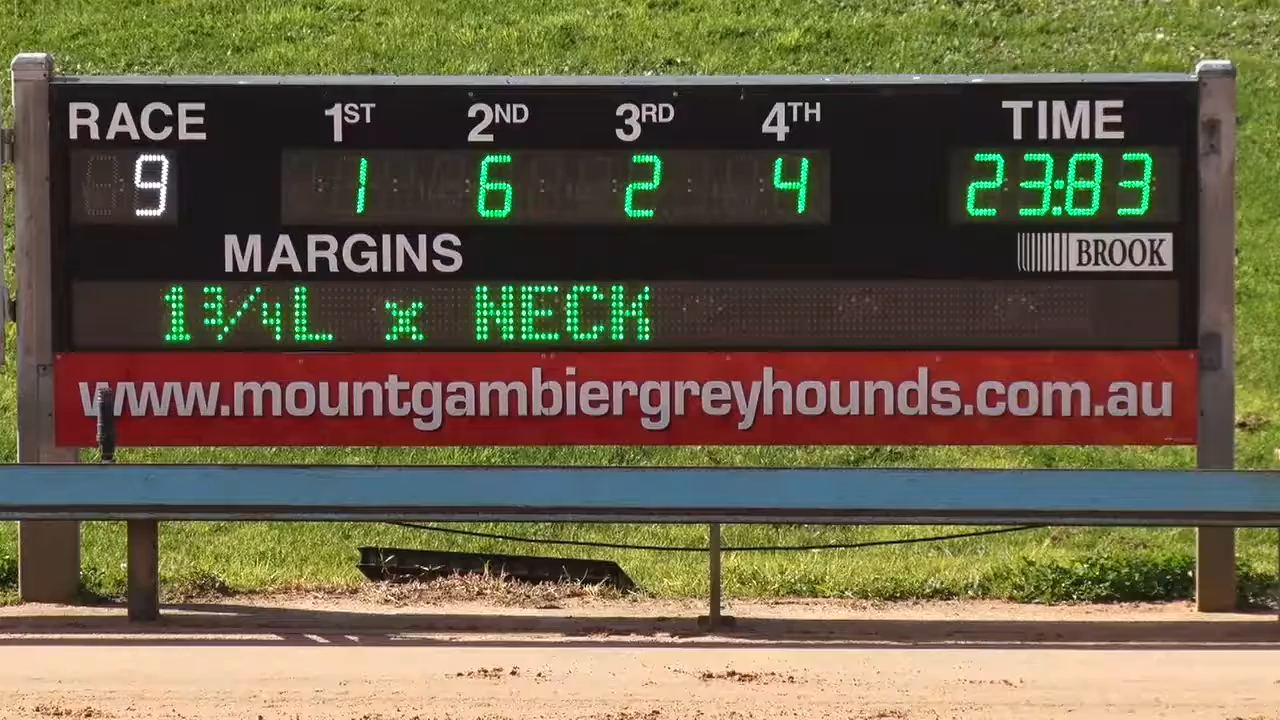 RACE 1ST 2ND 3RD 4TH TIME
9 1 6 2 4 23:83
MARGINS BROOK
1¾L x NECK
www.mountgambiergreyhounds.com.au